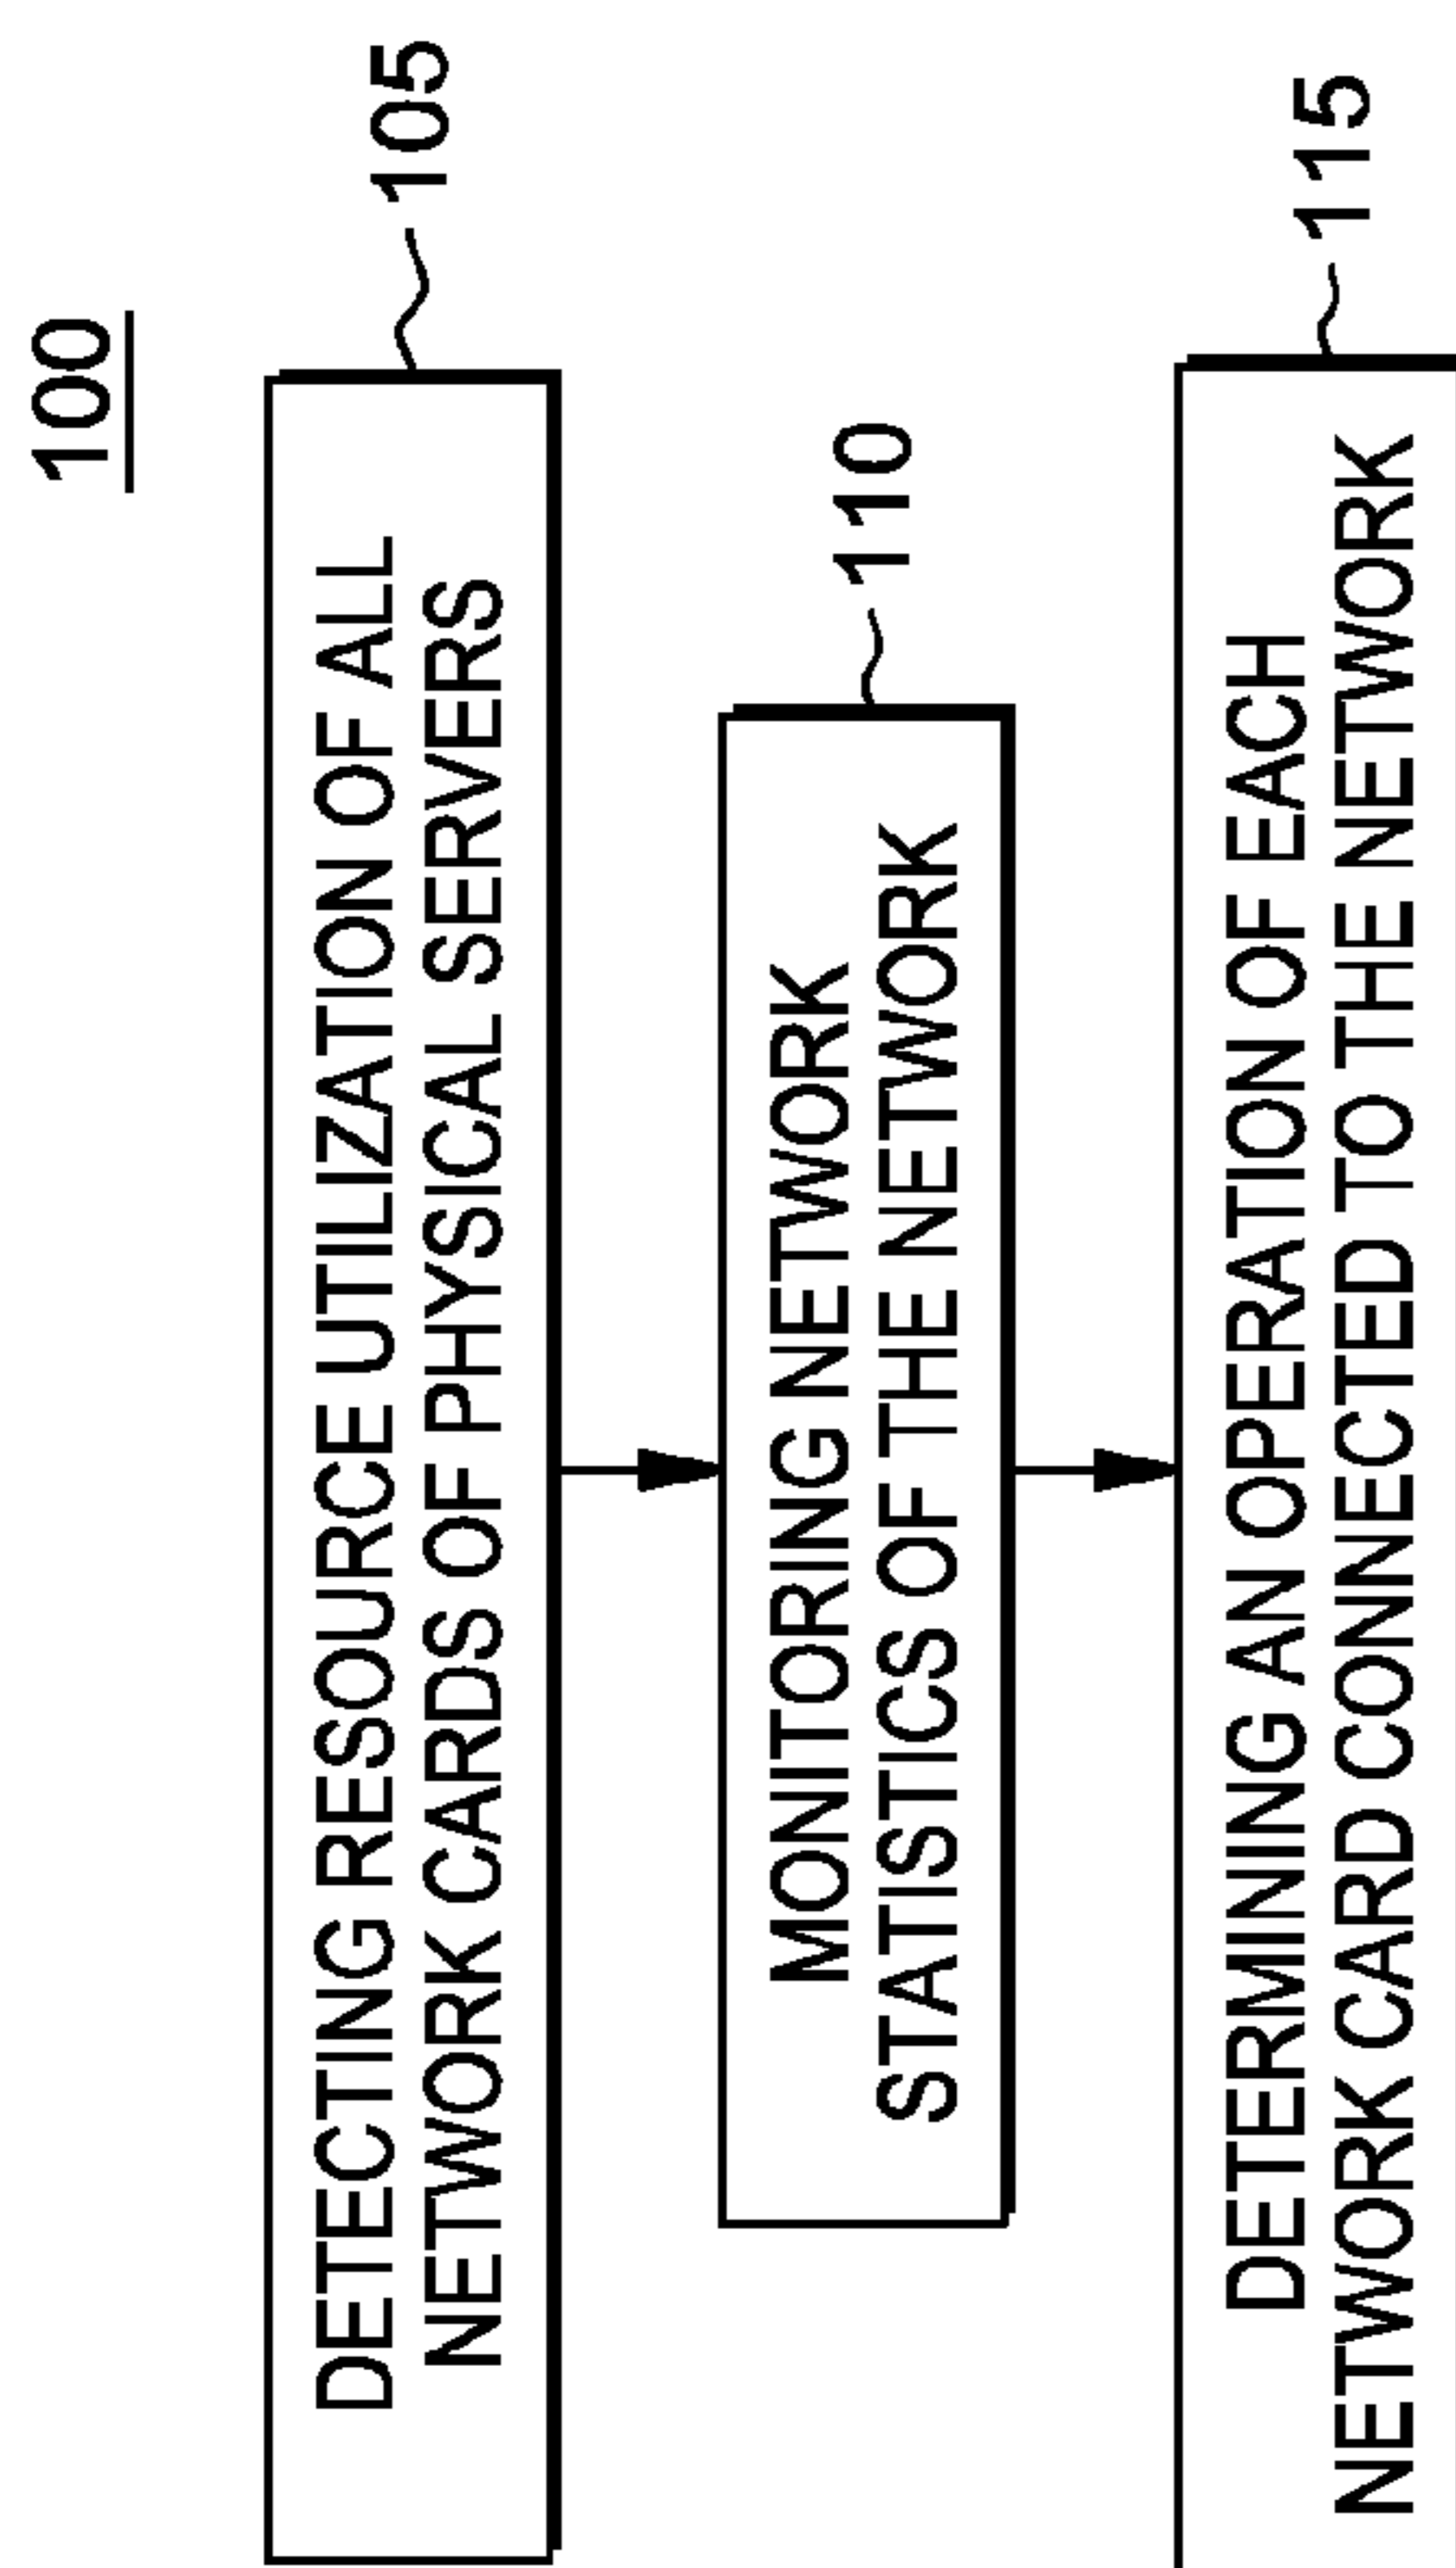 100
DETECTING RESOURCE UTILIZATION OF ALL
NETWORK CARDS OF PHYSICAL SERVERS
105
MONITORING NETWORK
STATISTICS OF THE NETWORK
110
DETERMINING AN OPERATION OF EACH
NETWORK CARD CONNECTED TO THE NETWORK
115